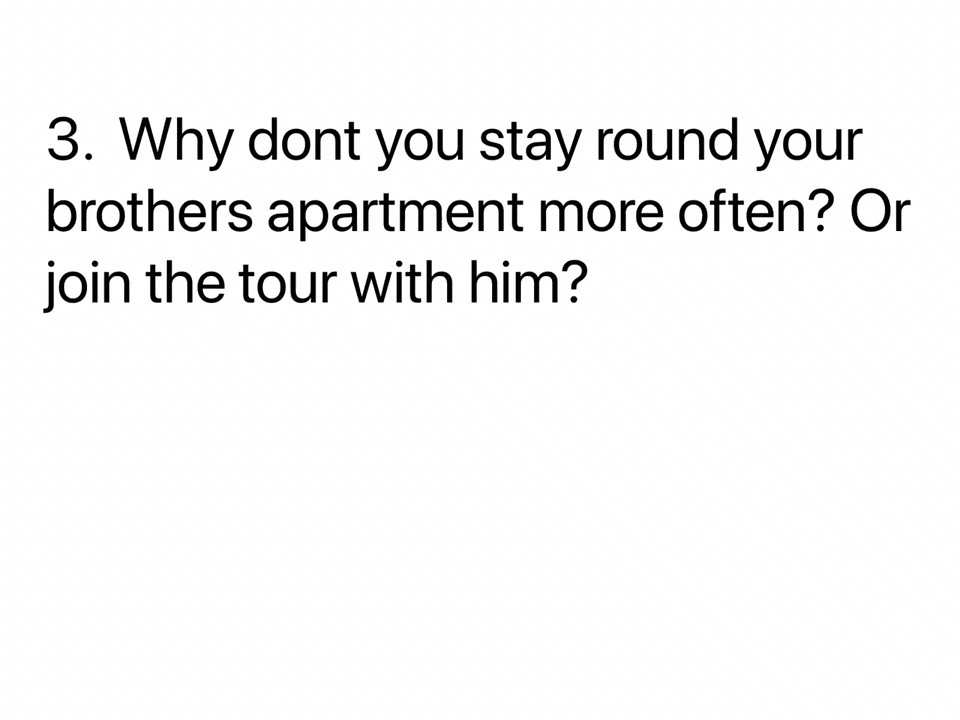 3.  Why dont you stay round your
brothers apartment more often? Or
join the tour with him?